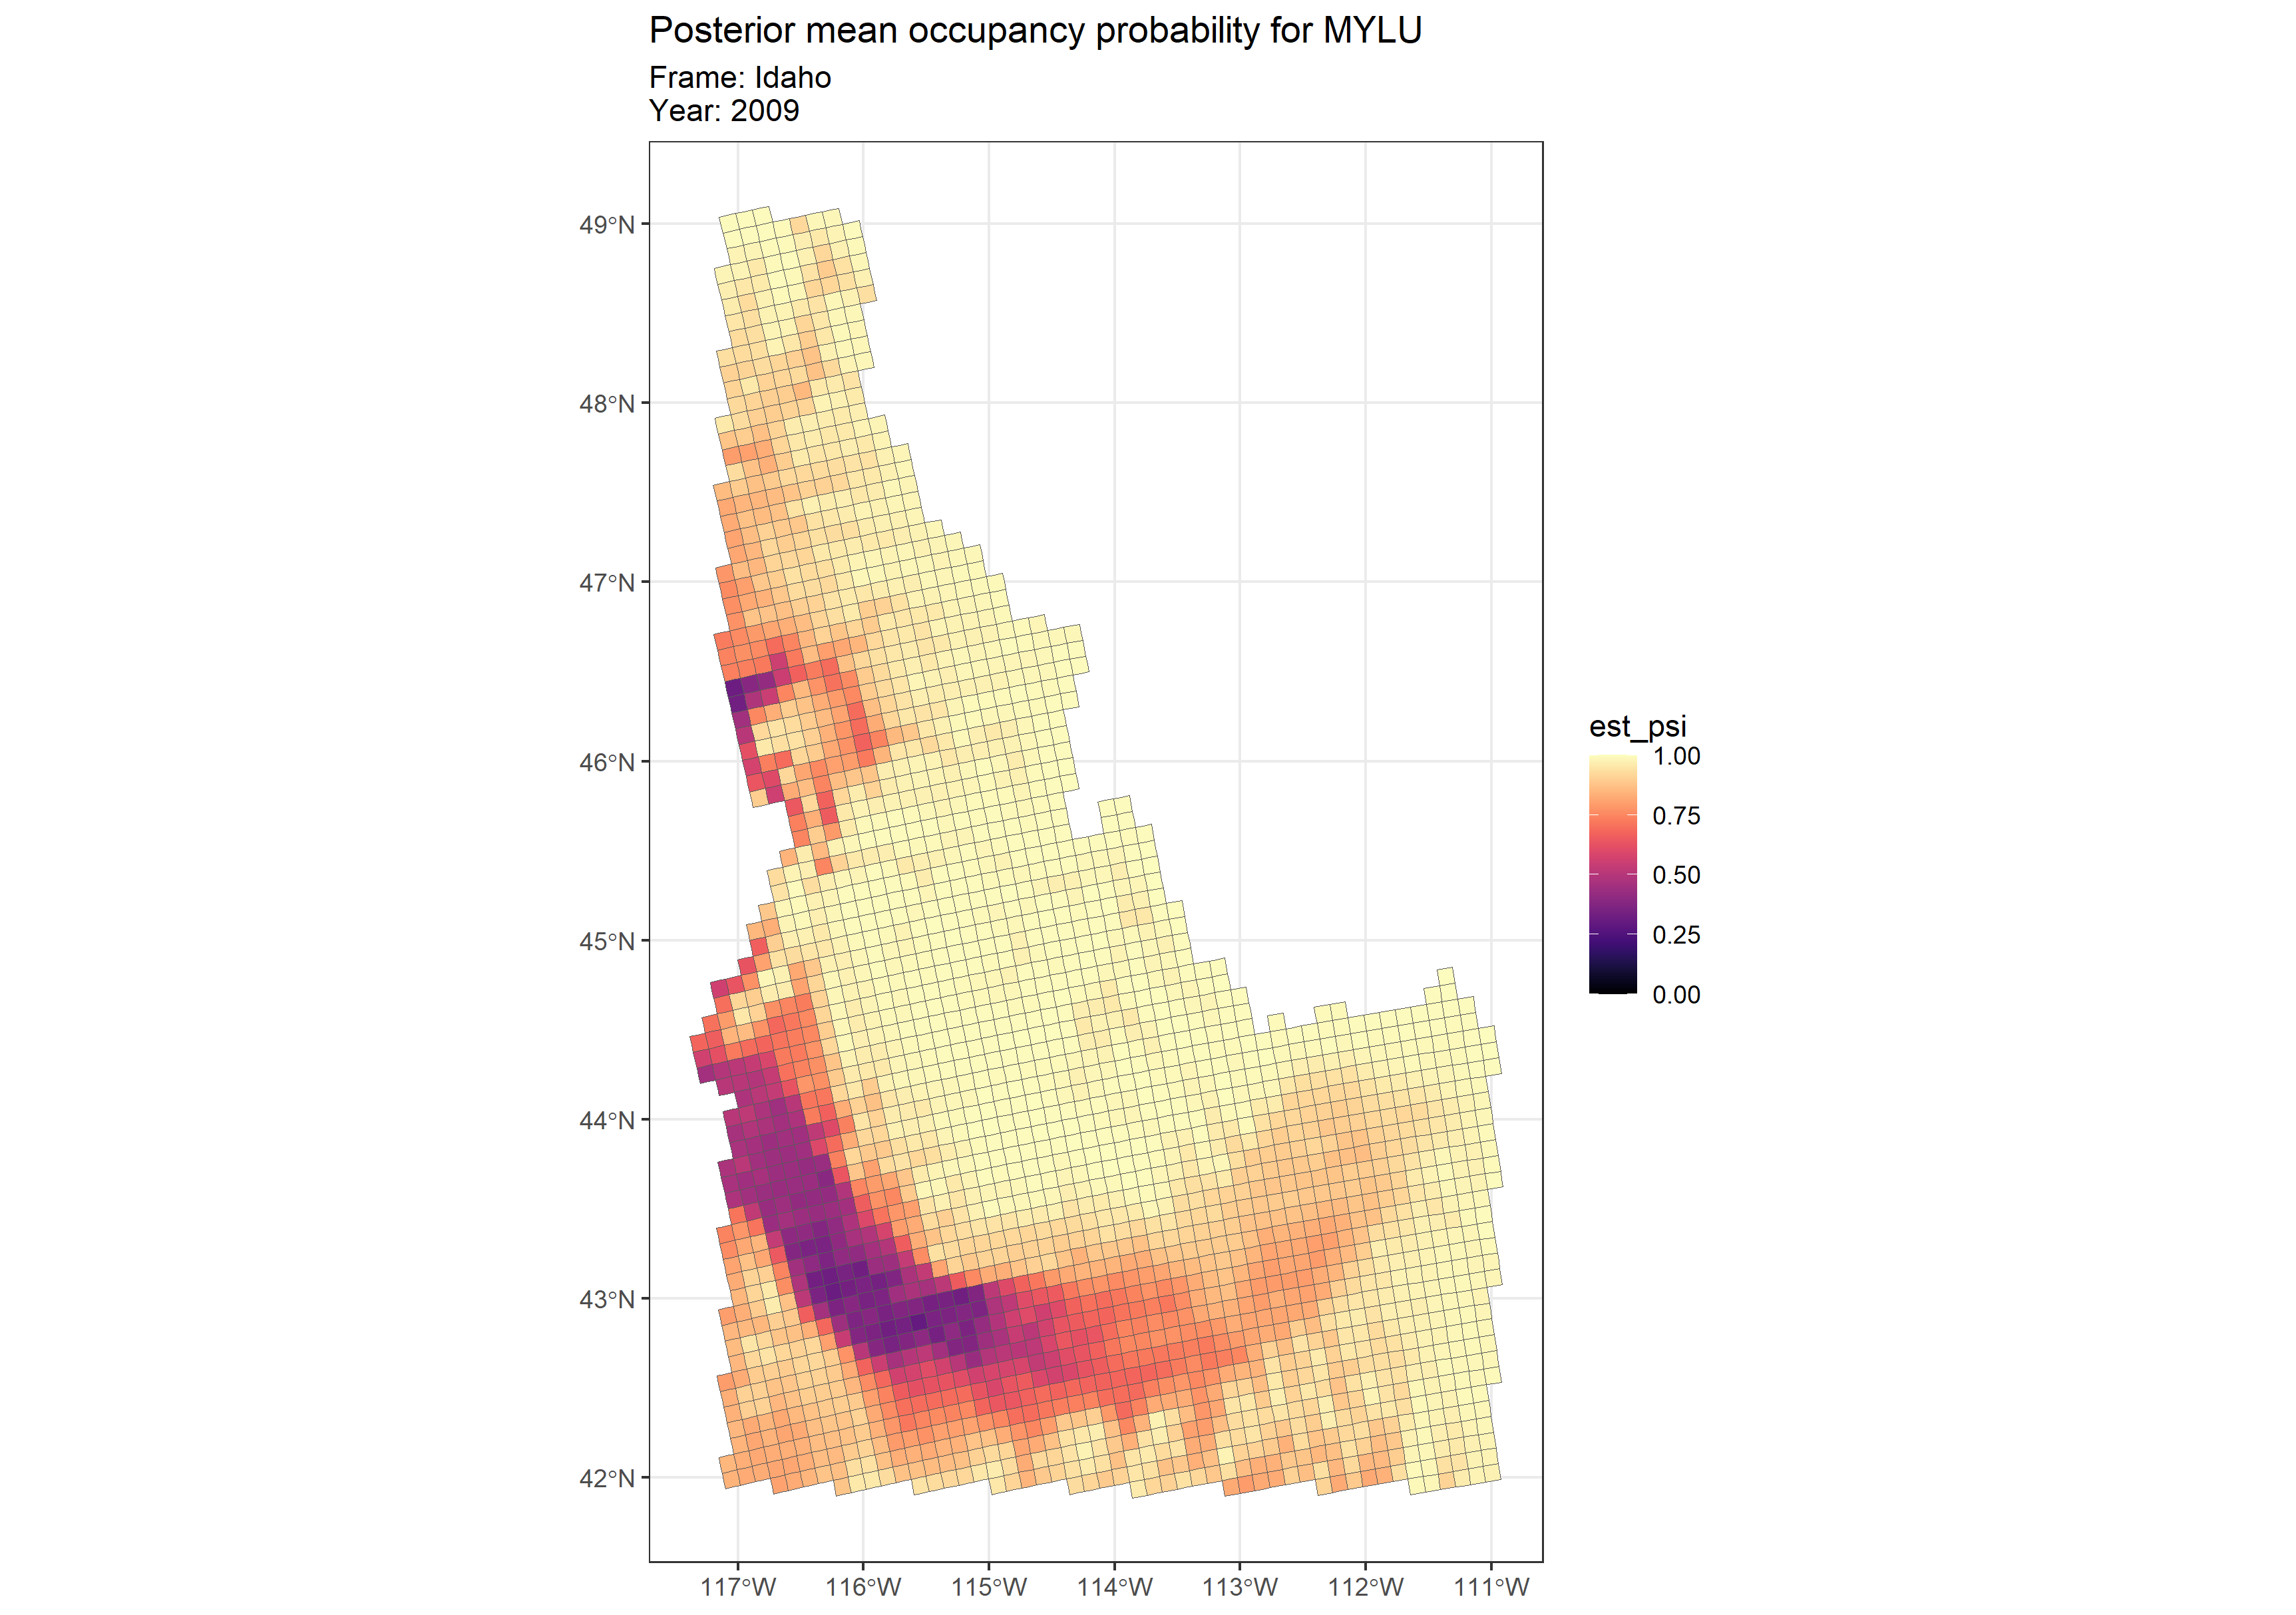 Posterior mean occupancy probability for MYLU
Frame: Idaho
Year: 2009
49°N
48°N
47°N
46°N
45°N
44°N
43°N
42°N
117°W
116°W
115°W
114°W
113°W
112°W
111°W
est_psi
1.00
0.75
0.50
0.25
0.00